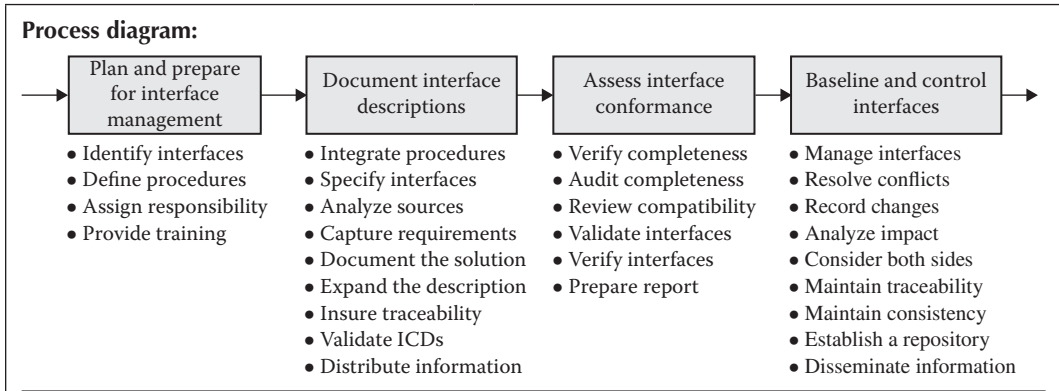 Process diagram:
Plan and prepare
for interface
management
Document interface
descriptions
Assess interface
conformance
Baseline and control
interfaces
• Identify interfaces
• Define procedures
• Assign responsibility
• Provide training
• Integrate procedures
• Specify interfaces
• Analyze sources
• Capture requirements
• Document the solution
• Expand the description
• Insure traceability
• Validate ICDs
• Distribute information
• Verify completeness
• Audit completeness
• Review compatibility
• Validate interfaces
• Verify interfaces
• Prepare report
• Manage interfaces
• Resolve conflicts
• Record changes
• Analyze impact
• Consider both sides
• Maintain traceability
• Maintain consistency
• Establish a repository
• Disseminate information